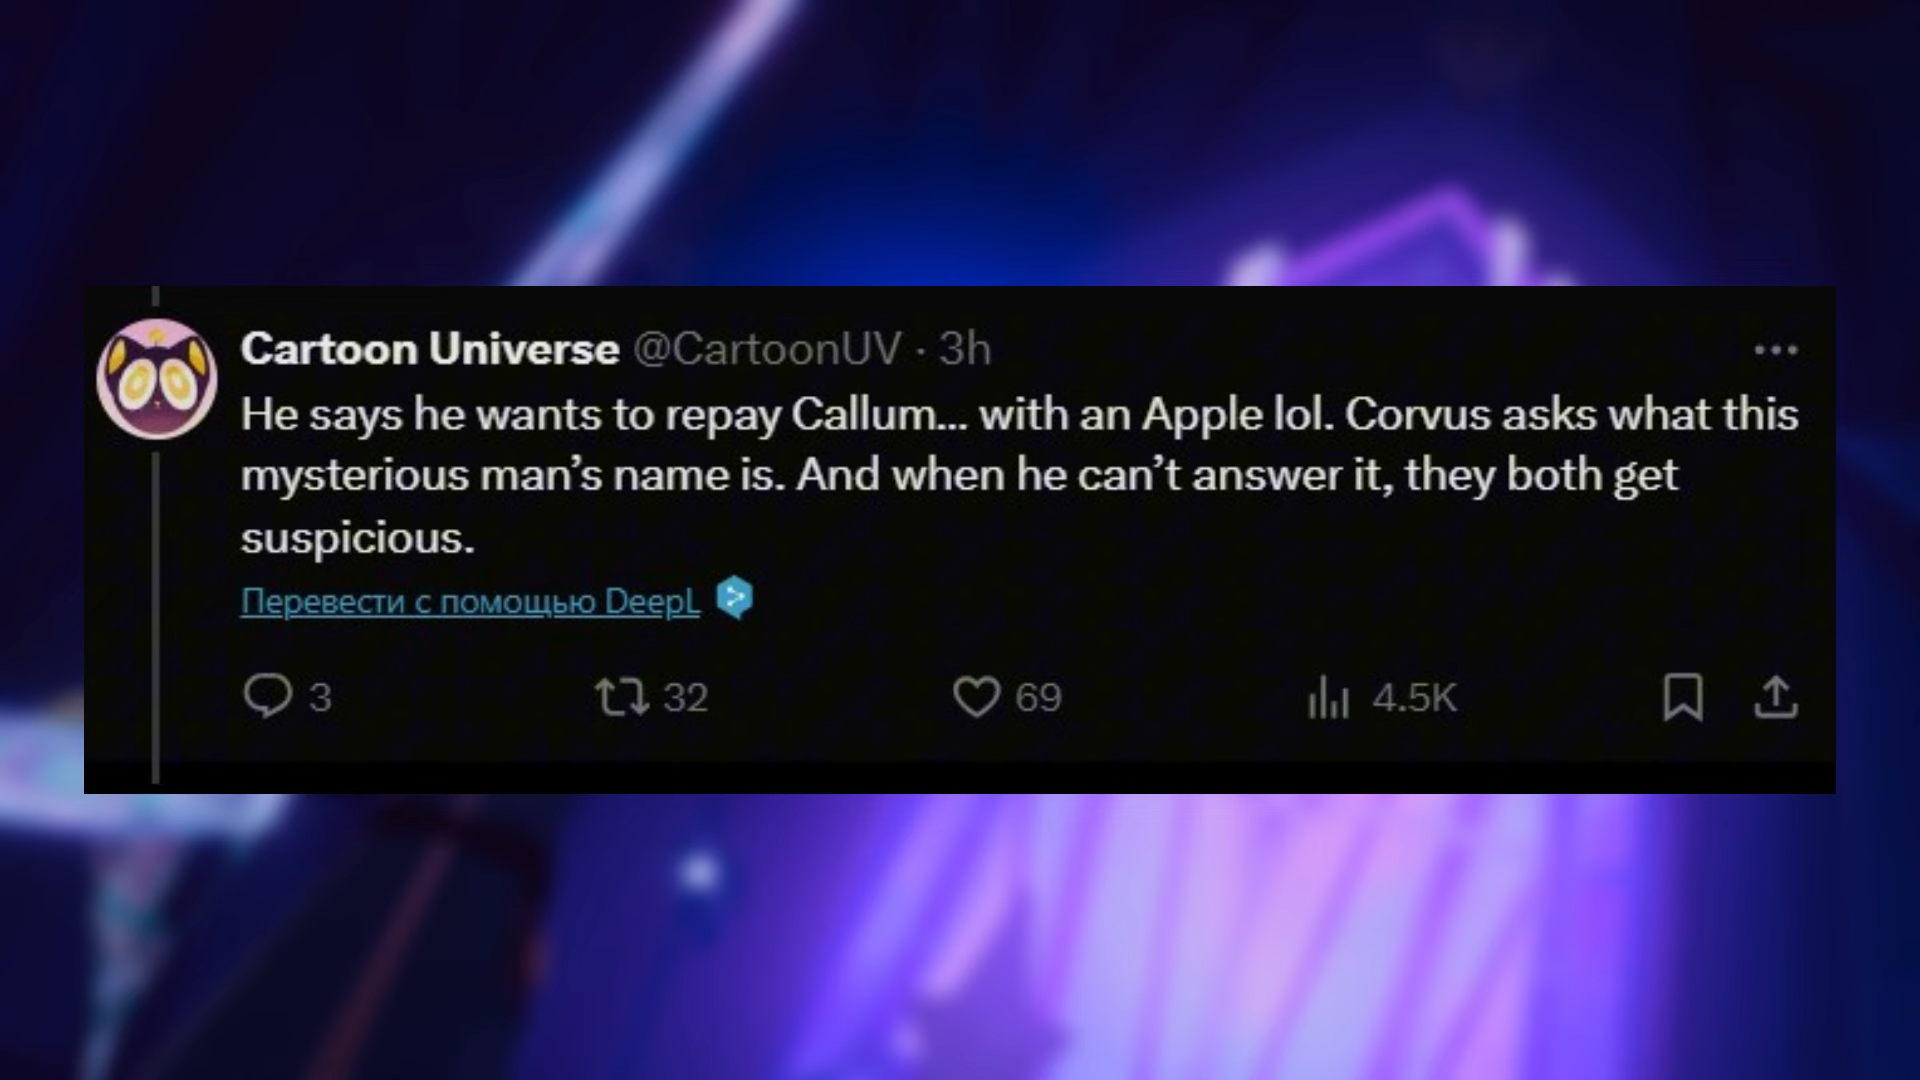 Cartoon Universe @CartoonUV · 3h
He says he wants to repay Callum... with an Apple lol. Corvus asks what this
mysterious man’s name is. And when he can’t answer it, they both get
suspicious.
Перевести с помощью DeepL
3 32 69 4.5K